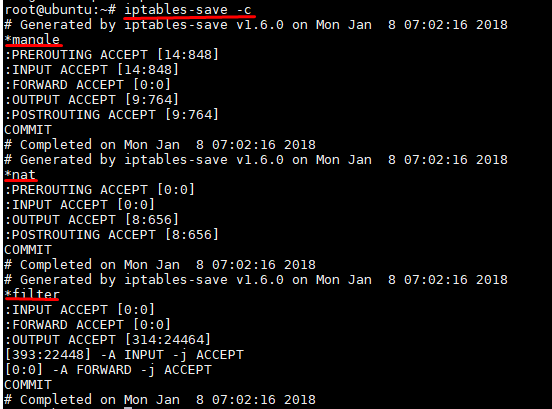 root@ubuntu:~# iptables-save -c
# Generated by iptables-save v1.6.0 on Mon Jan  8 07:02:16 2018
*mangle
:PREROUTING ACCEPT [14:848]
:INPUT ACCEPT [14:848]
:FORWARD ACCEPT [0:0]
:OUTPUT ACCEPT [9:764]
:POSTROUTING ACCEPT [9:764]
COMMIT
# Completed on Mon Jan  8 07:02:16 2018
# Generated by iptables-save v1.6.0 on Mon Jan  8 07:02:16 2018
*nat
:PREROUTING ACCEPT [0:0]
:INPUT ACCEPT [0:0]
:OUTPUT ACCEPT [8:656]
:POSTROUTING ACCEPT [8:656]
COMMIT
# Completed on Mon Jan  8 07:02:16 2018
# Generated by iptables-save v1.6.0 on Mon Jan  8 07:02:16 2018
*filter
:INPUT ACCEPT [0:0]
:FORWARD ACCEPT [0:0]
:OUTPUT ACCEPT [314:24464]
[393:22448] -A INPUT -j ACCEPT
[0:0] -A FORWARD -j ACCEPT
COMMIT
# Completed on Mon Jan  8 07:02:16 2018